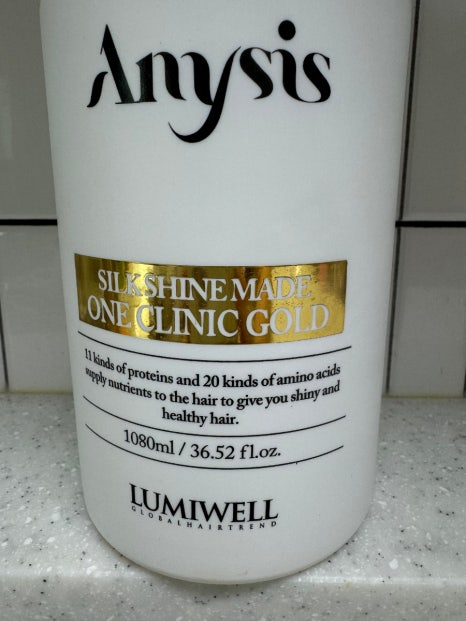 Anysis
SILKSHINE MADE
ONE CLINIC GOLD
11 kinds of proteins and 20 kinds of amino acids
supply nutrients to the hair to give you shiny and
healthy hair.
1080ml / 36.52 fl.oz.
LUMIWELL
GLOBALHAIRTREND